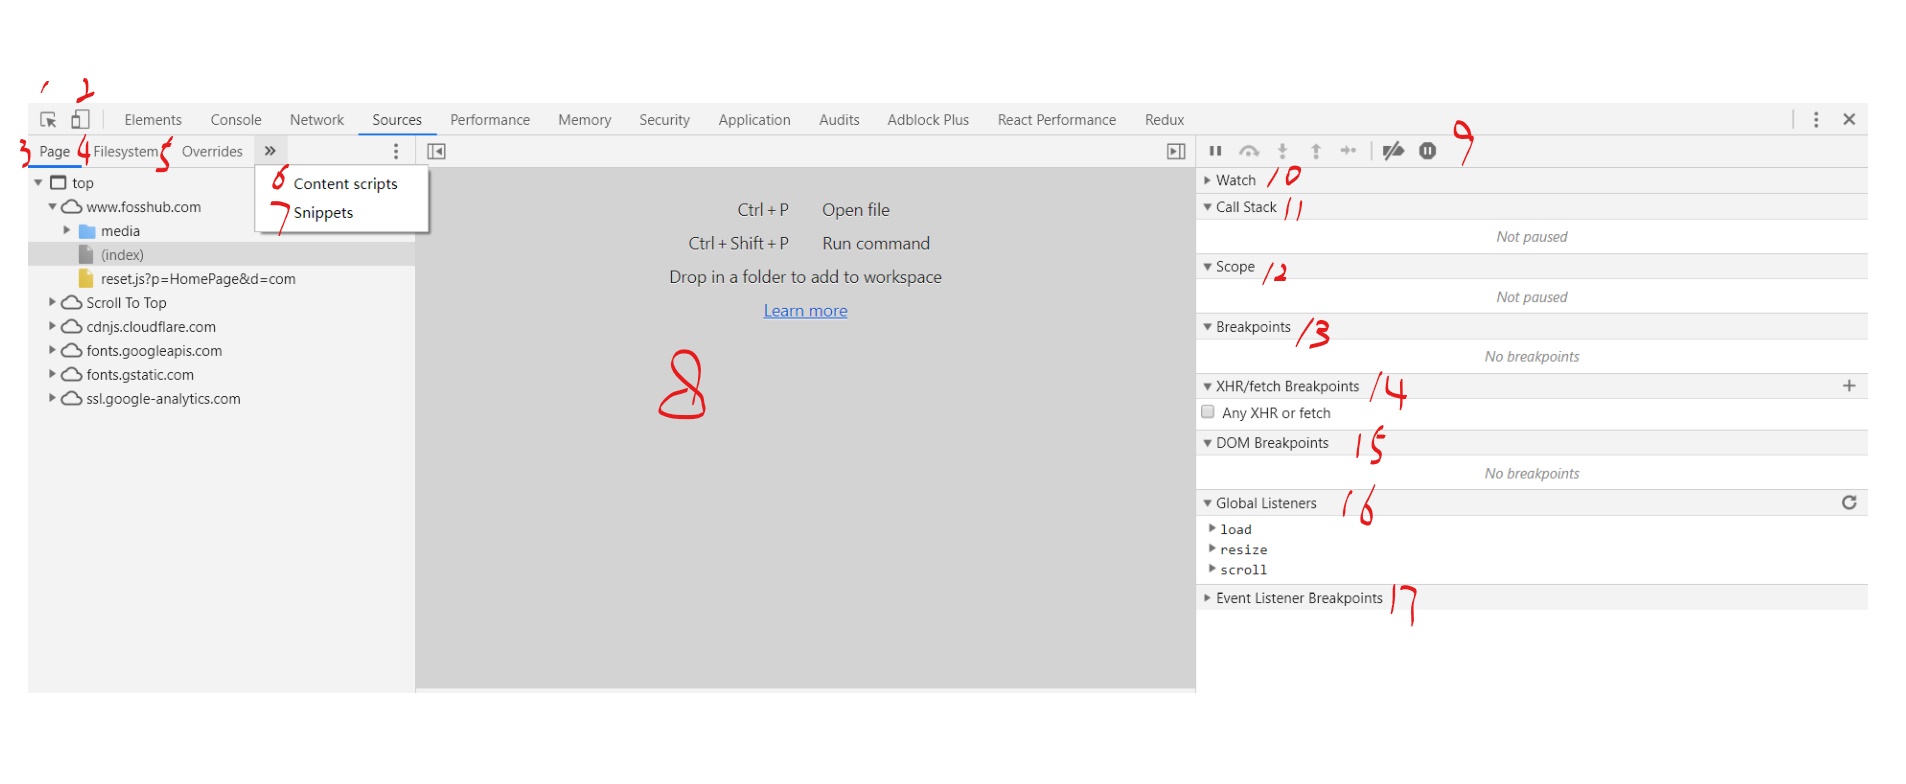 1 2
Elements Console Network Sources Performance Memory Security Application Audits Adblock Plus React Performance Redux
3 Page 4 Filesystem 5 Overrides »
6 Content scripts
7 Snippets
top
www.fosshub.com
media
(index)
reset.js?p=HomePage&d=com
Scroll To Top
cdnjs.cloudflare.com
fonts.googleapis.com
fonts.gstatic.com
ssl.google-analytics.com
Ctrl + P Open file
Ctrl + Shift + P Run command
Drop in a folder to add to workspace
Learn more
8
9
Watch 10
Call Stack 11
Not paused
Scope 12
Not paused
Breakpoints 13
No breakpoints
XHR/fetch Breakpoints 14
Any XHR or fetch
DOM Breakpoints 15
No breakpoints
Global Listeners 16
load
resize
scroll
Event Listener Breakpoints 17